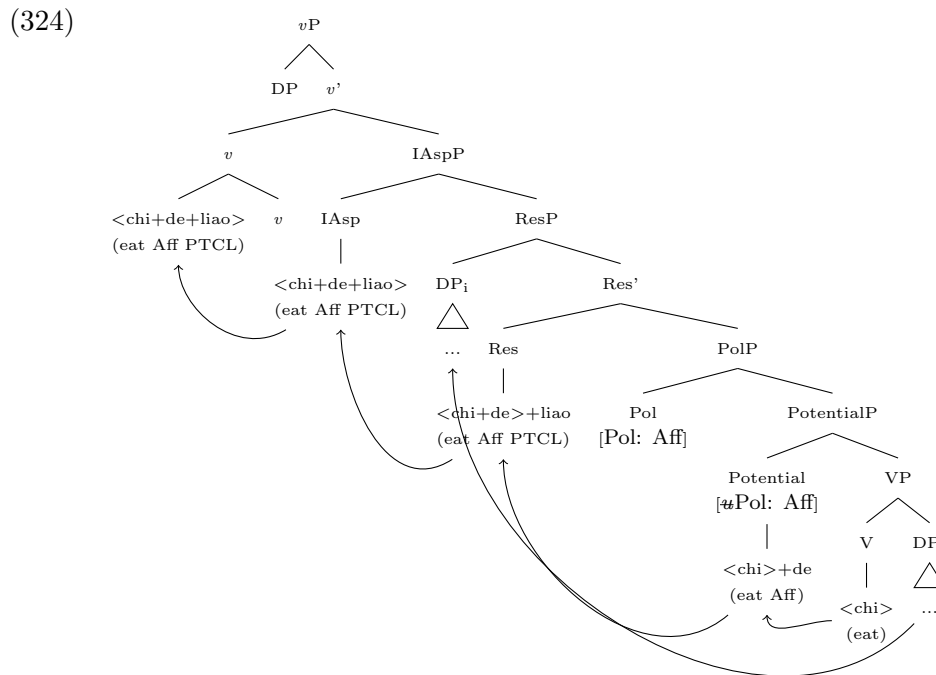 (324)
vP
DP v'
v IAspP
<chi+de+liao> v IAsp ResP
(eat Aff PTCL)
<chi+de+liao> DPi Res'
(eat Aff PTCL)
... Res PolP
<chi+de>+liao Pol PotentialP
(eat Aff PTCL) [Pol: Aff]
Potential VP
[uPol: Aff]
V DP
<chi>+de
(eat Aff) <chi> ...
(eat)